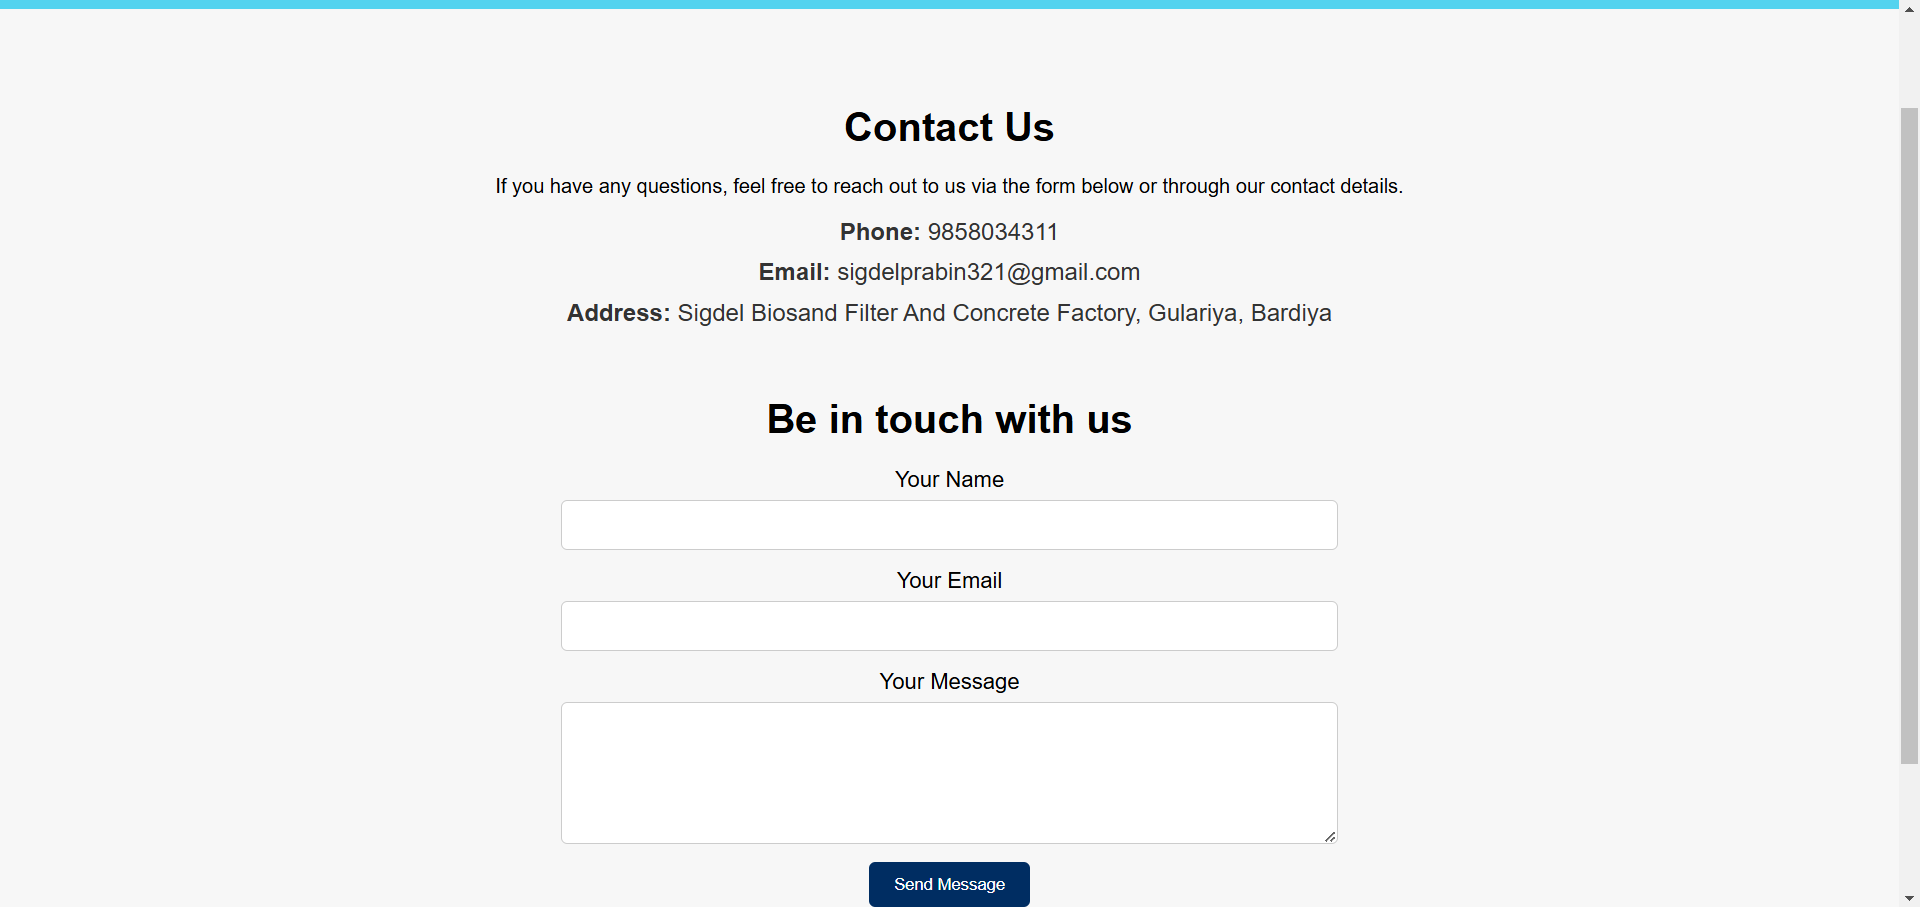 Contact Us
If you have any questions, feel free to reach out to us via the form below or through our contact details.
Phone: 9858034311
Email: sigdelprabin321@gmail.com
Address: Sigdel Biosand Filter And Concrete Factory, Gulariya, Bardiya
Be in touch with us
Your Name
Your Email
Your Message
Send Message